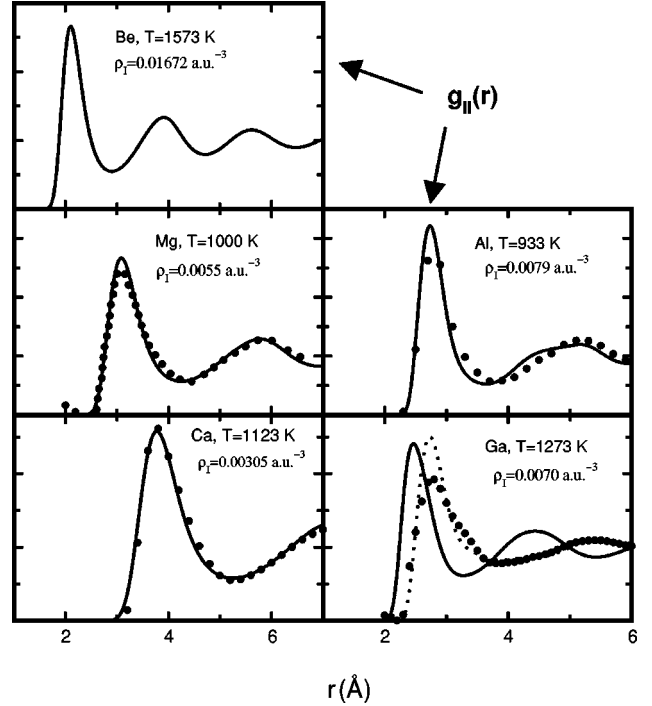 Be, T=1573 K
ρI=0.01672 a.u.⁻³
gII(r)
Mg, T=1000 K
ρI=0.0055 a.u.⁻³
Al, T=933 K
ρI=0.0079 a.u.⁻³
Ca, T=1123 K
ρI=0.00305 a.u.⁻³
Ga, T=1273 K
ρI=0.0070 a.u.⁻³
2 4 6 2 4 6
r(Å)